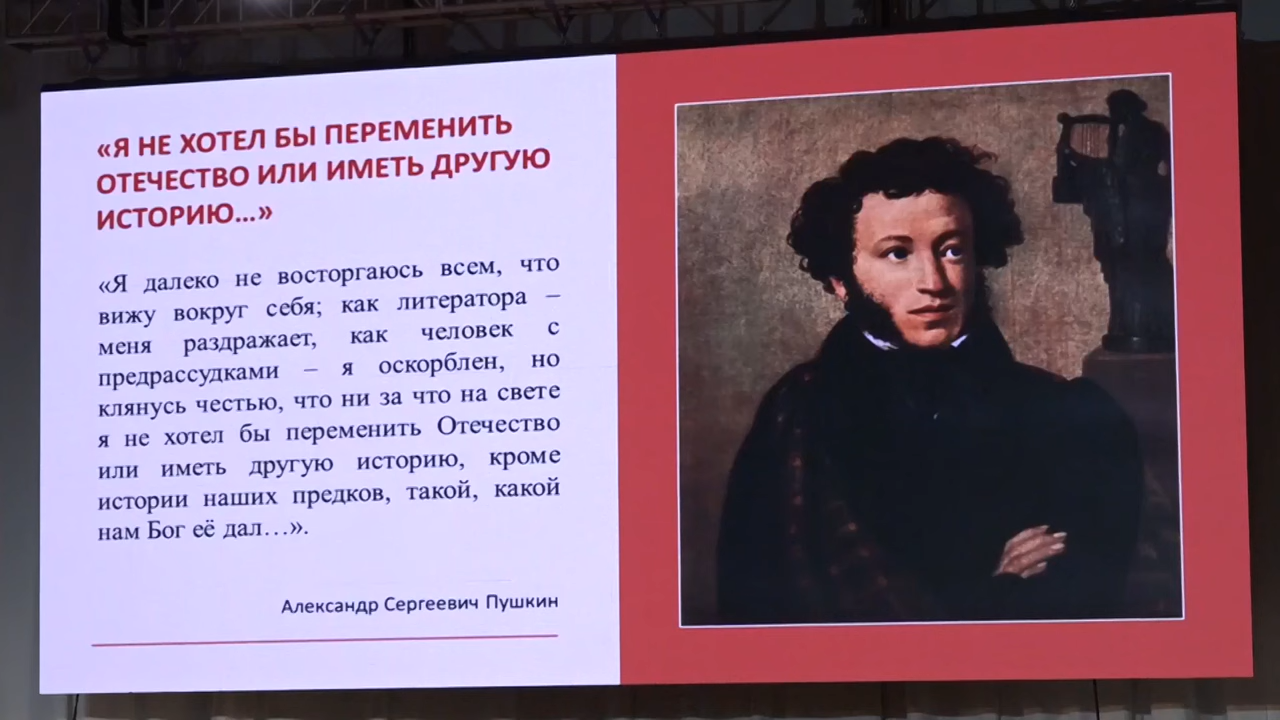 «Я НЕ ХОТЕЛ БЫ ПЕРЕМЕНИТЬ
ОТЕЧЕСТВО ИЛИ ИМЕТЬ ДРУГУЮ
ИСТОРИЮ...»
«Я далеко не восторгаюсь всем, что
вижу вокруг себя; как литератора –
меня раздражает, как человек с
предрассудками – я оскорблен, но
клянусь честью, что ни за что на свете
я не хотел бы переменить Отечество
или иметь другую историю, кроме
истории наших предков, такой, какой
нам Бог её дал…».
Александр Сергеевич Пушкин